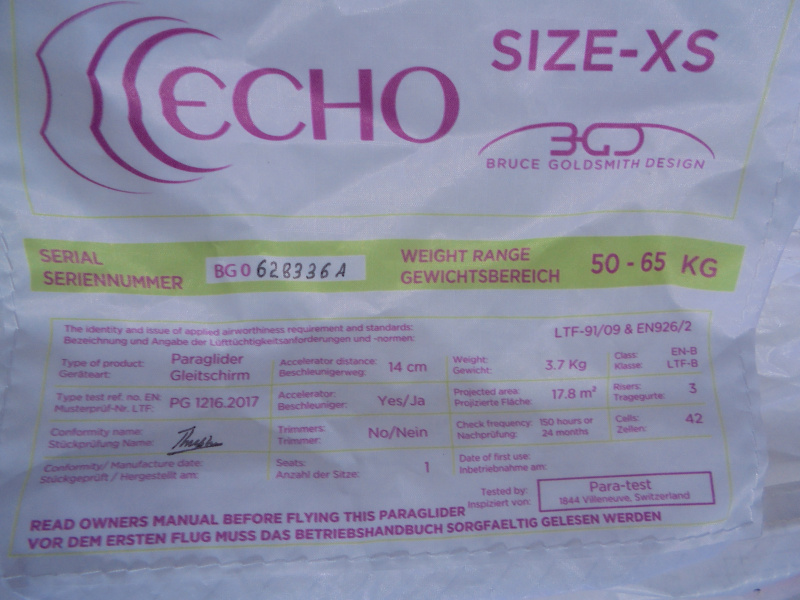 ECHO
SIZE-XS
BGD
BRUCE GOLDSMITH DESIGN
SERIAL
SERIENNUMMER
BG 0 628336A
WEIGHT RANGE
GEWICHTSBEREICH
50 - 65 KG
The identity and issue of applied airworthiness requirement and standards:
Bezeichnung und Angabe der Lufttüchtigkeitsanforderungen und -normen:
LTF-91/09 & EN926/2
Type of product:
Geräteart:
Paraglider
Gleitschirm
Accelerator distance:
Beschleunigerweg:
14 cm
Weight:
Gewicht:
3.7 Kg
Class:
Klasse:
EN-B
LTF-B
Type test ref. no. EN:
Musterprüf-Nr. LTF:
PG 1216.2017
Accelerator:
Beschleuniger:
Yes/Ja
Projected area:
Projizierte Fläche:
17.8 m²
Risers:
Tragegurte:
3
Conformity name:
Stückprüfung Name:
Trimmers:
Trimmer:
No/Nein
Check frequency:
Nachprüfung:
150 hours or
24 months
Cells:
Zellen:
42
Conformity/ Manufacture date:
Stückgeprüft / Hergestellt am:
Seats:
Anzahl der Sitze:
1
Date of first use:
Inbetriebnahme am:
Tested by:
Inspiziert von:
Para-test
1844 Villeneuve, Switzerland
READ OWNERS MANUAL BEFORE FLYING THIS PARAGLIDER
VOR DEM ERSTEN FLUG MUSS DAS BETRIEBSHANDBUCH SORGFAELTIG GELESEN WERDEN